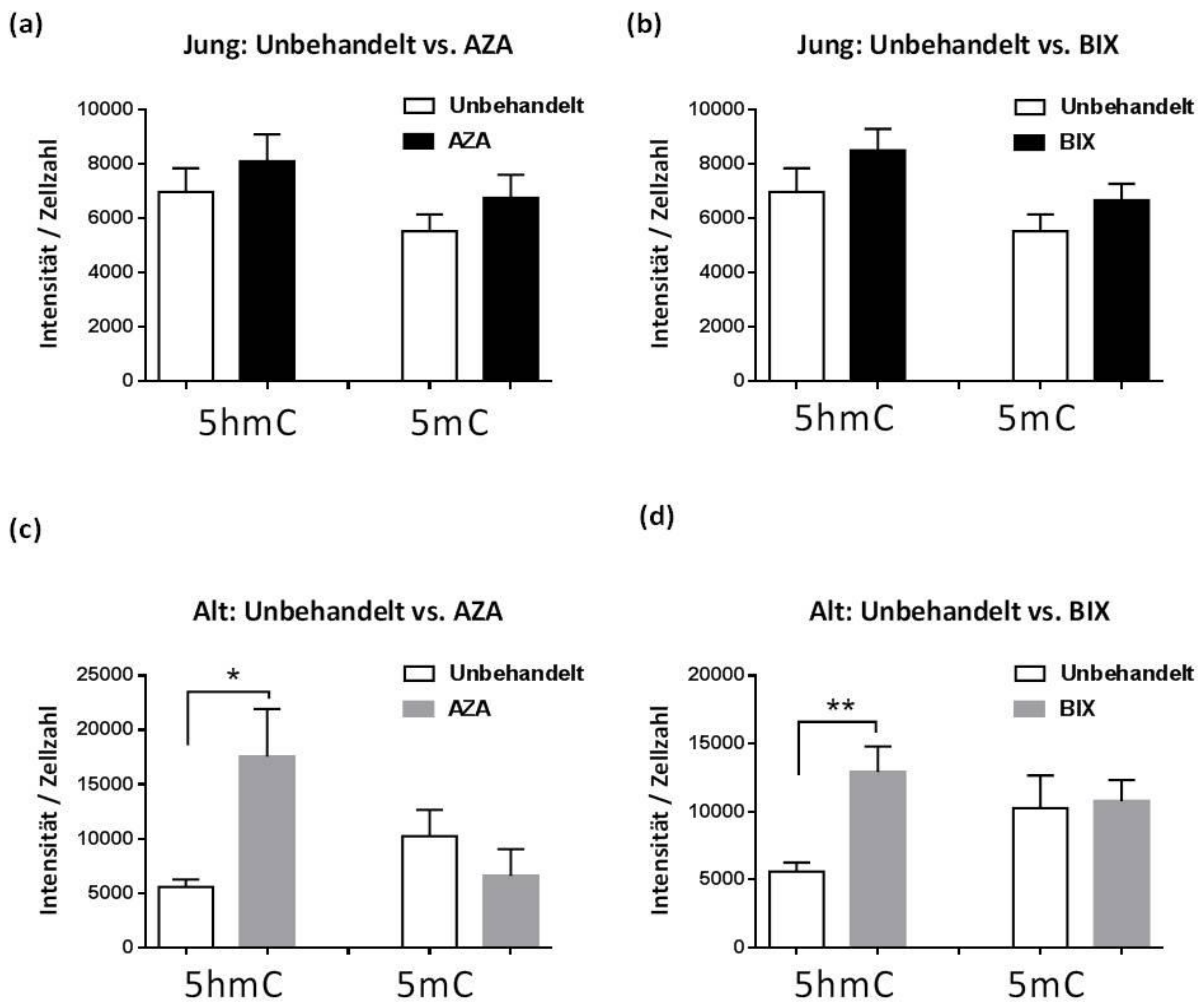 (a)
Jung: Unbehandelt vs. AZA
Unbehandelt
AZA
Intensität / Zellzahl
10000
8000
6000
4000
2000
0
5hmC 5mC
(b)
Jung: Unbehandelt vs. BIX
Unbehandelt
BIX
Intensität / Zellzahl
10000
8000
6000
4000
2000
0
5hmC 5mC
(c)
Alt: Unbehandelt vs. AZA
Unbehandelt
AZA
Intensität / Zellzahl
25000
20000
15000
10000
5000
0
*
5hmC 5mC
(d)
Alt: Unbehandelt vs. BIX
Unbehandelt
BIX
Intensität / Zellzahl
20000
15000
10000
5000
0
**
5hmC 5mC